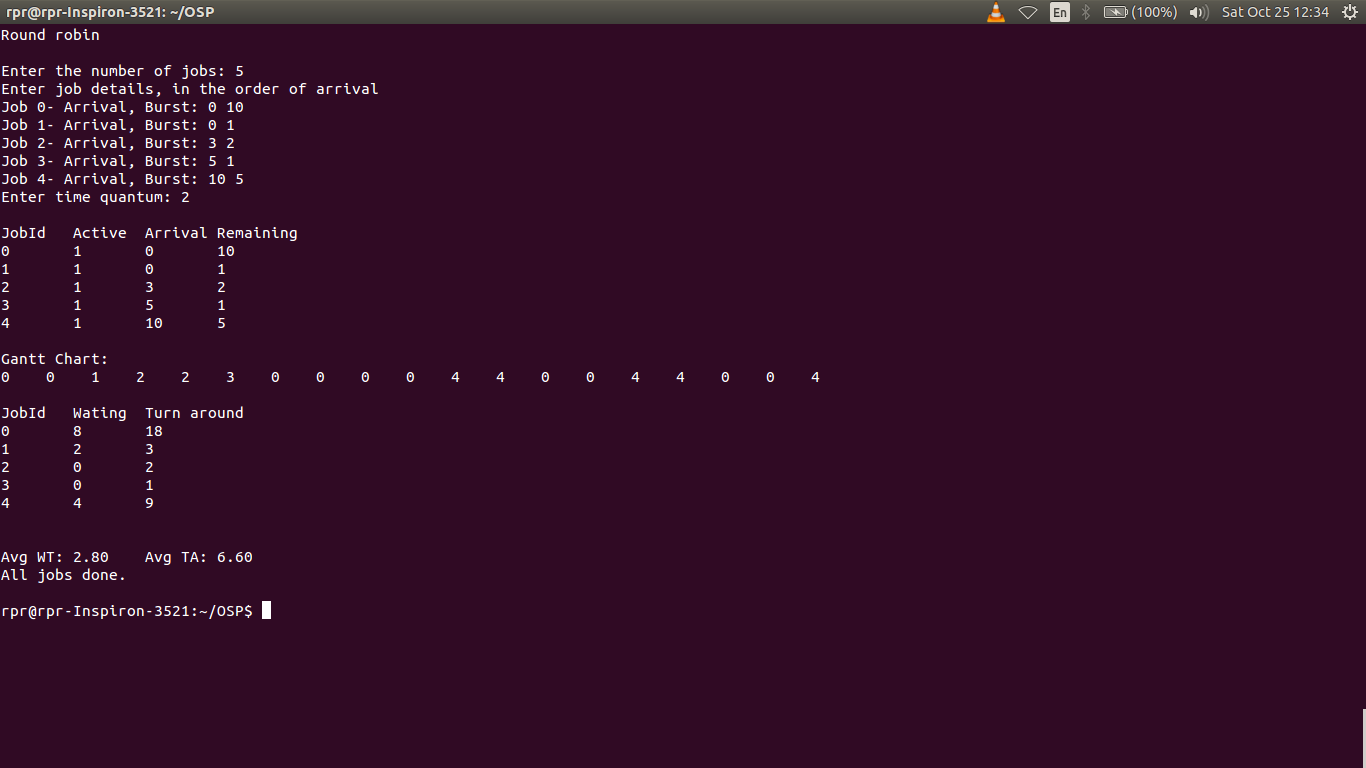 rpr@rpr-Inspiron-3521: ~/OSP En (100%) Sat Oct 25 12:34
Round robin
Enter the number of jobs: 5
Enter job details, in the order of arrival
Job 0- Arrival, Burst: 0 10
Job 1- Arrival, Burst: 0 1
Job 2- Arrival, Burst: 3 2
Job 3- Arrival, Burst: 5 1
Job 4- Arrival, Burst: 10 5
Enter time quantum: 2
JobId Active Arrival Remaining
0 1 0 10
1 1 0 1
2 1 3 2
3 1 5 1
4 1 10 5
Gantt Chart:
0 0 1 2 2 3 0 0 0 0 4 4 0 0 4 4 0 0 4
JobId Wating Turn around
0 8 18
1 2 3
2 0 2
3 0 1
4 4 9
Avg WT: 2.80 Avg TA: 6.60
All jobs done.
rpr@rpr-Inspiron-3521:~/OSP$